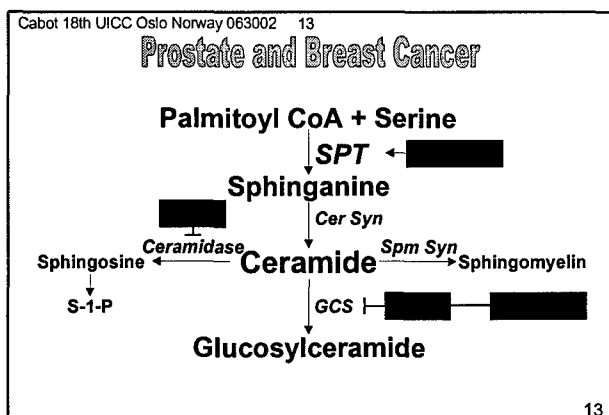 Cabot 18th UICC Oslo Norway 063002 13
Prostate and Breast Cancer
Palmitoyl CoA + Serine
SPT
Sphinganine
Cer Syn
Ceramidase
Sphingosine
Ceramide
Spm Syn
Sphingomyelin
S-1-P
GCS
Glucosylceramide
13